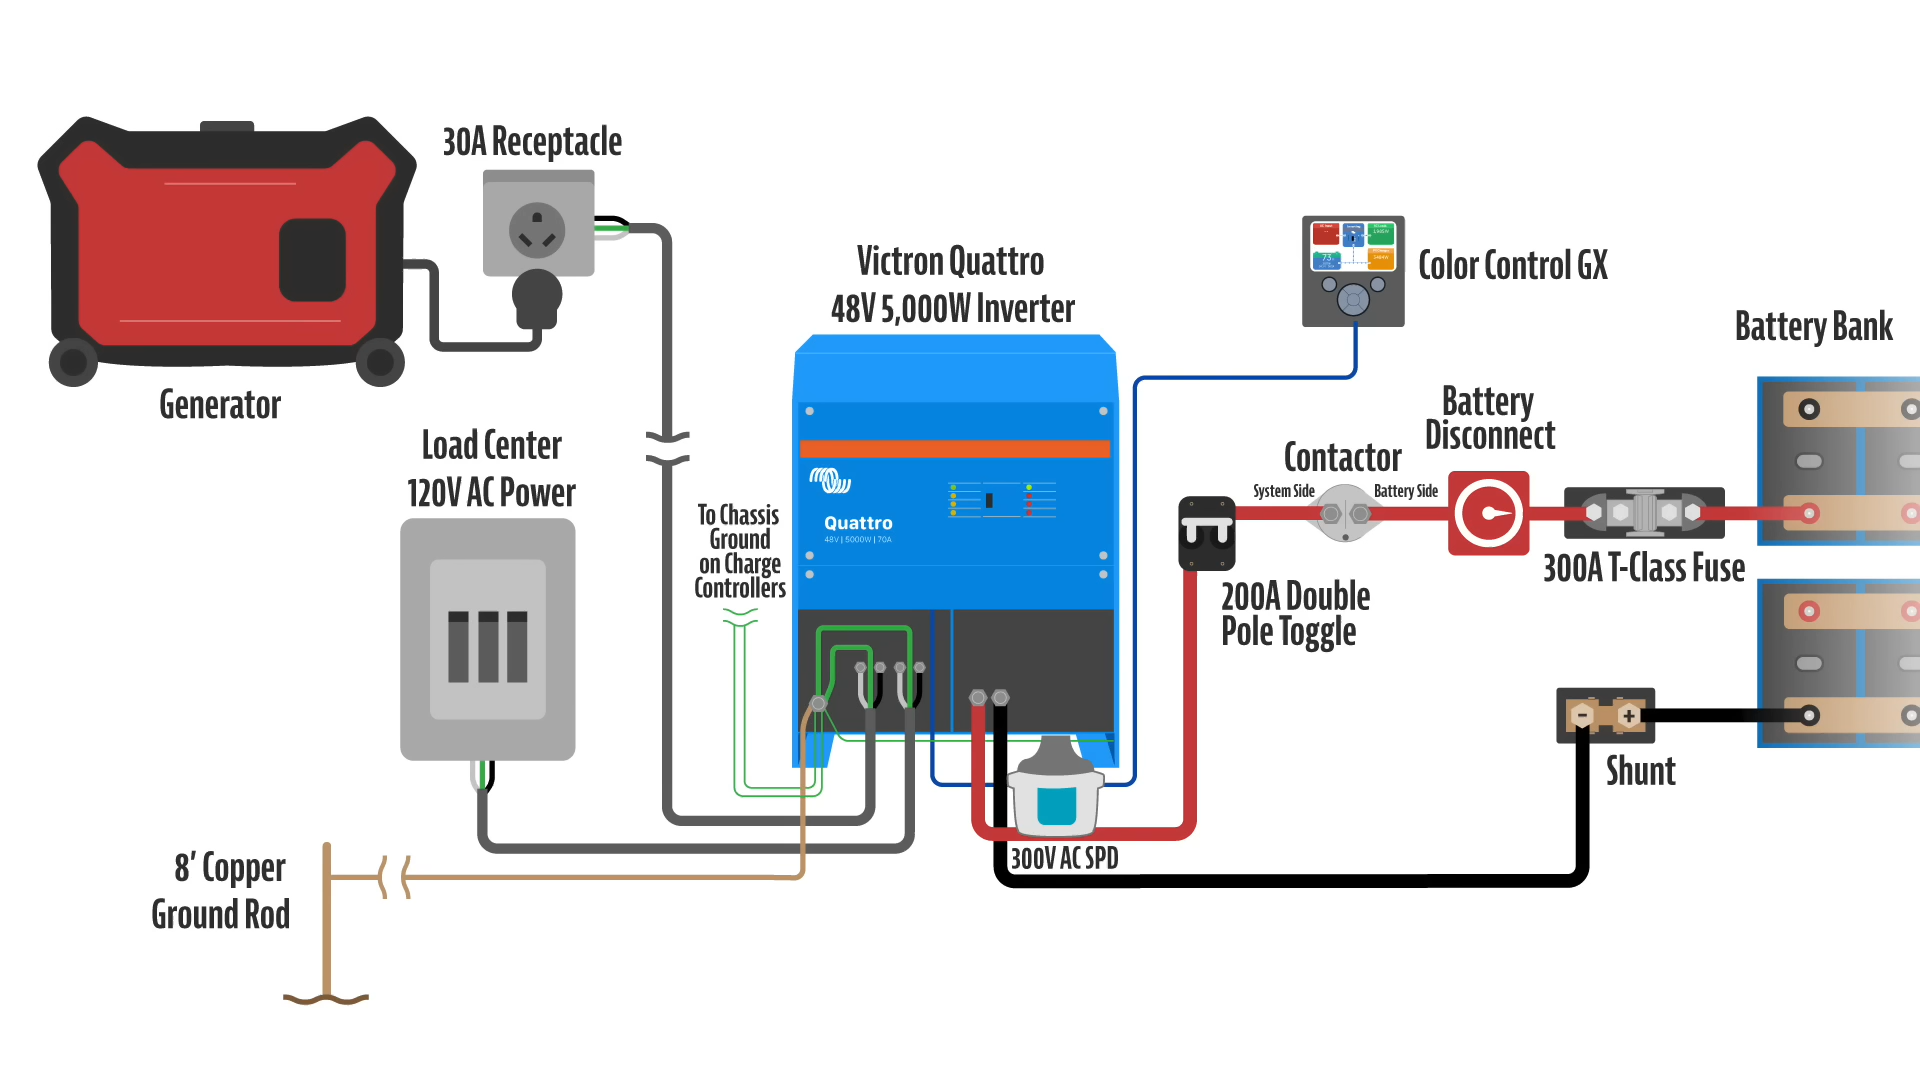 30A Receptacle
Generator
Load Center
120V AC Power
8' Copper
Ground Rod
To Chassis
Ground
on Charge
Controllers
Victron Quattro
48V 5,000W Inverter
Quattro
48V | 5000W | 70A
300V AC SPD
Color Control GX
200A Double
Pole Toggle
Contactor
System Side
Battery Side
Battery
Disconnect
300A T-Class Fuse
Battery Bank
-
+
Shunt